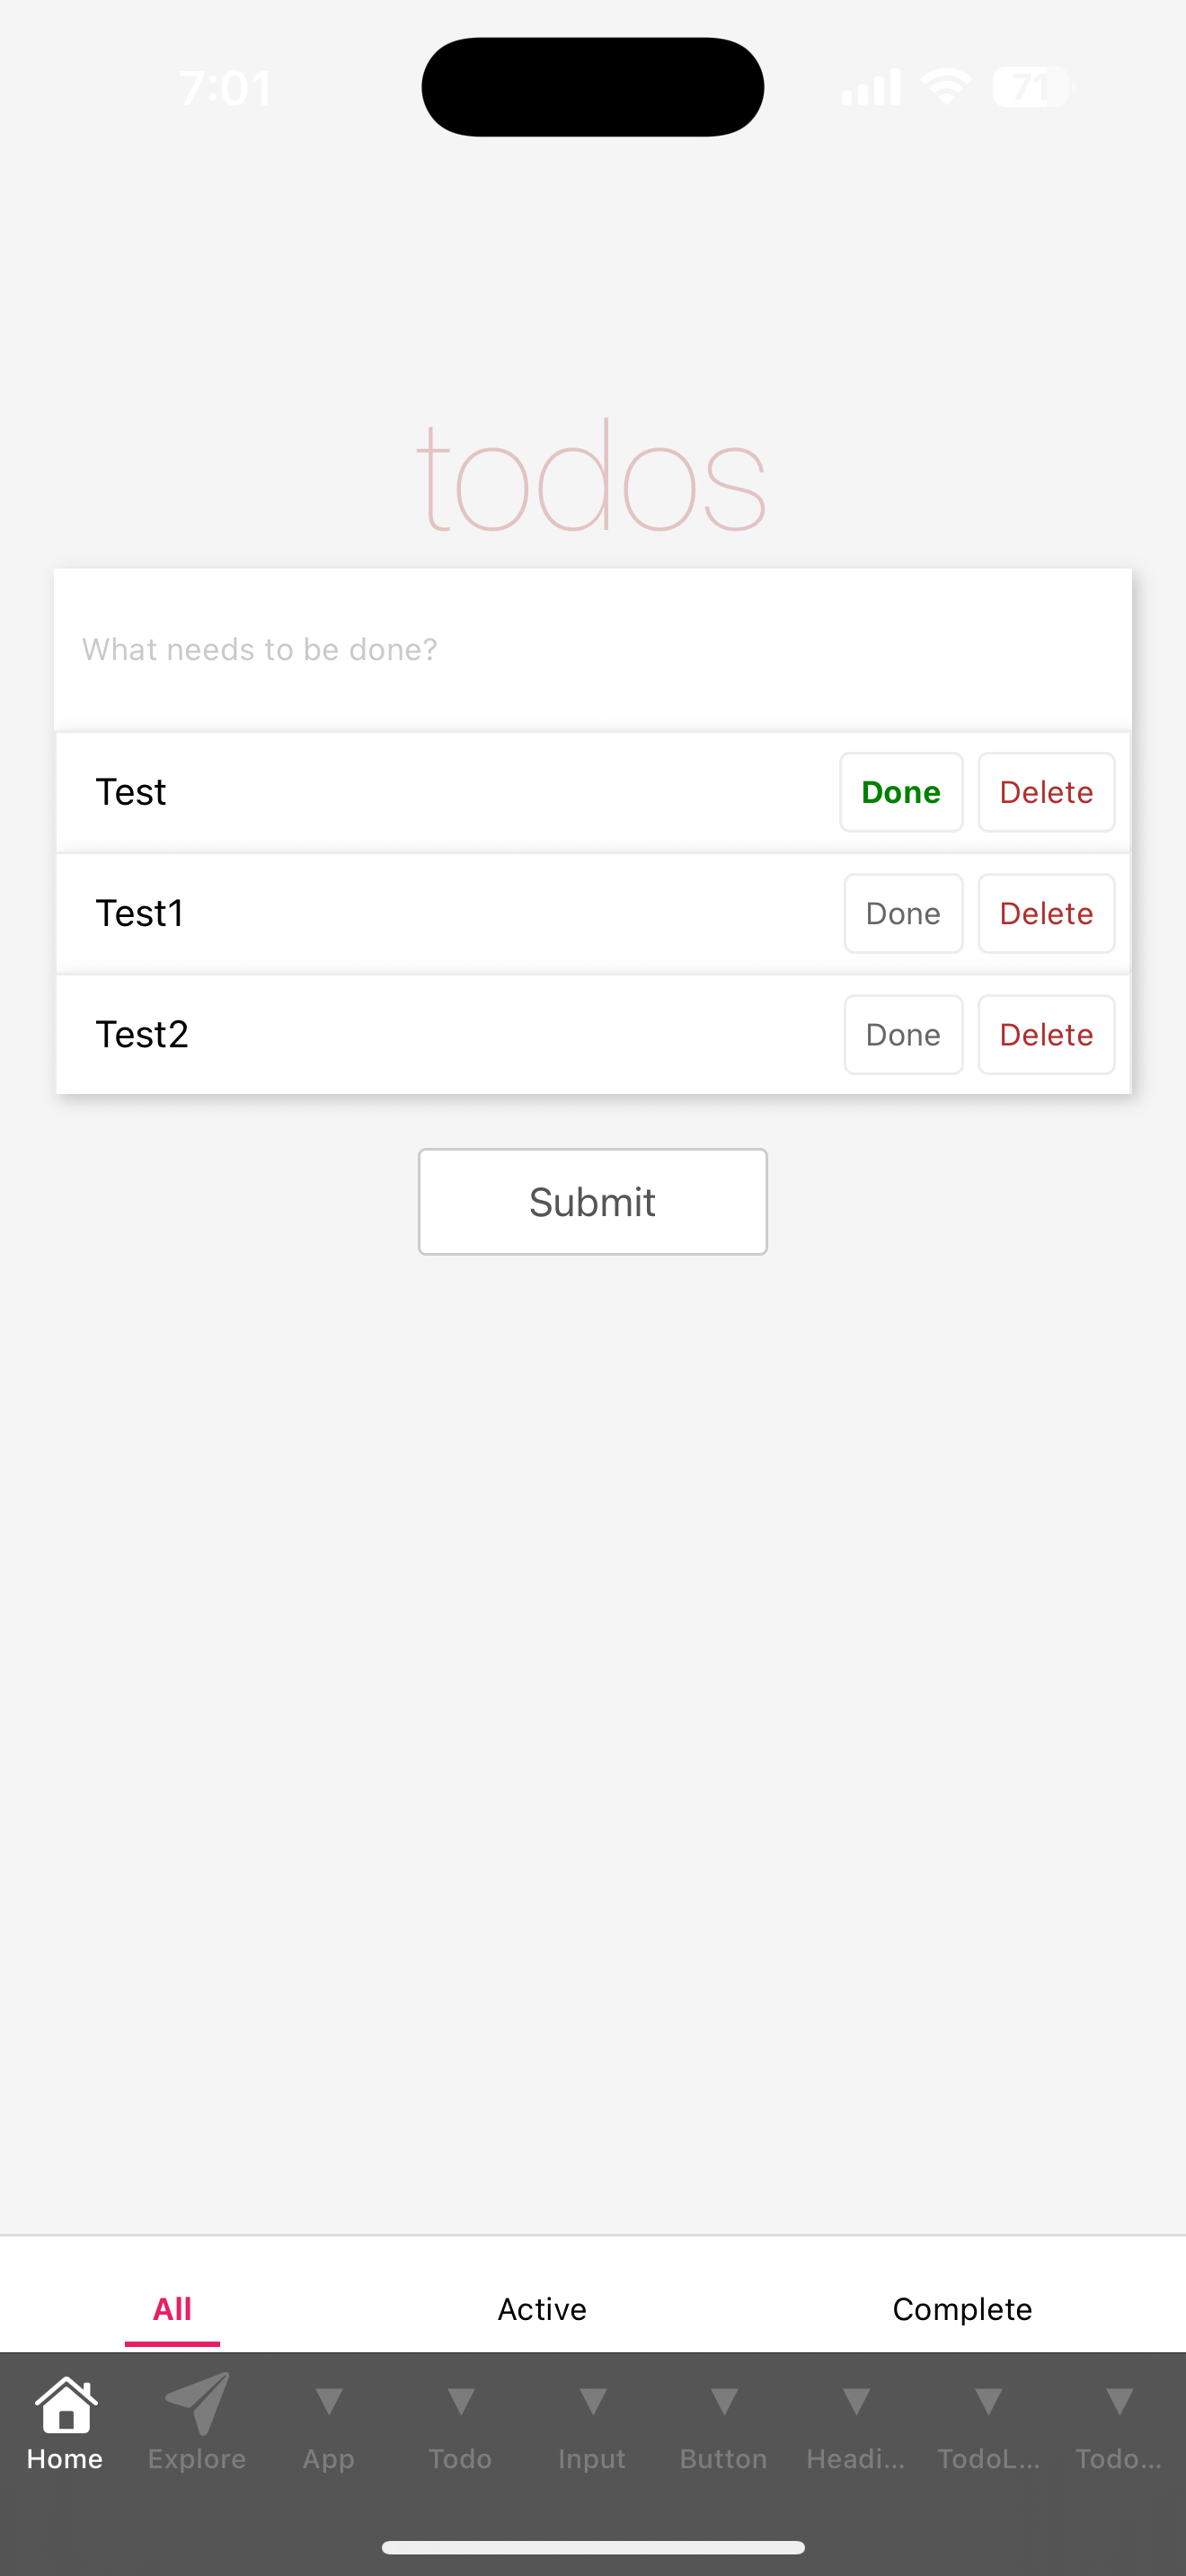 7:01
71
todos
What needs to be done?
Test Done Delete
Test1 Done Delete
Test2 Done Delete
Submit
All Active Complete
Home Explore App Todo Input Button Headi... TodoL... Todo...